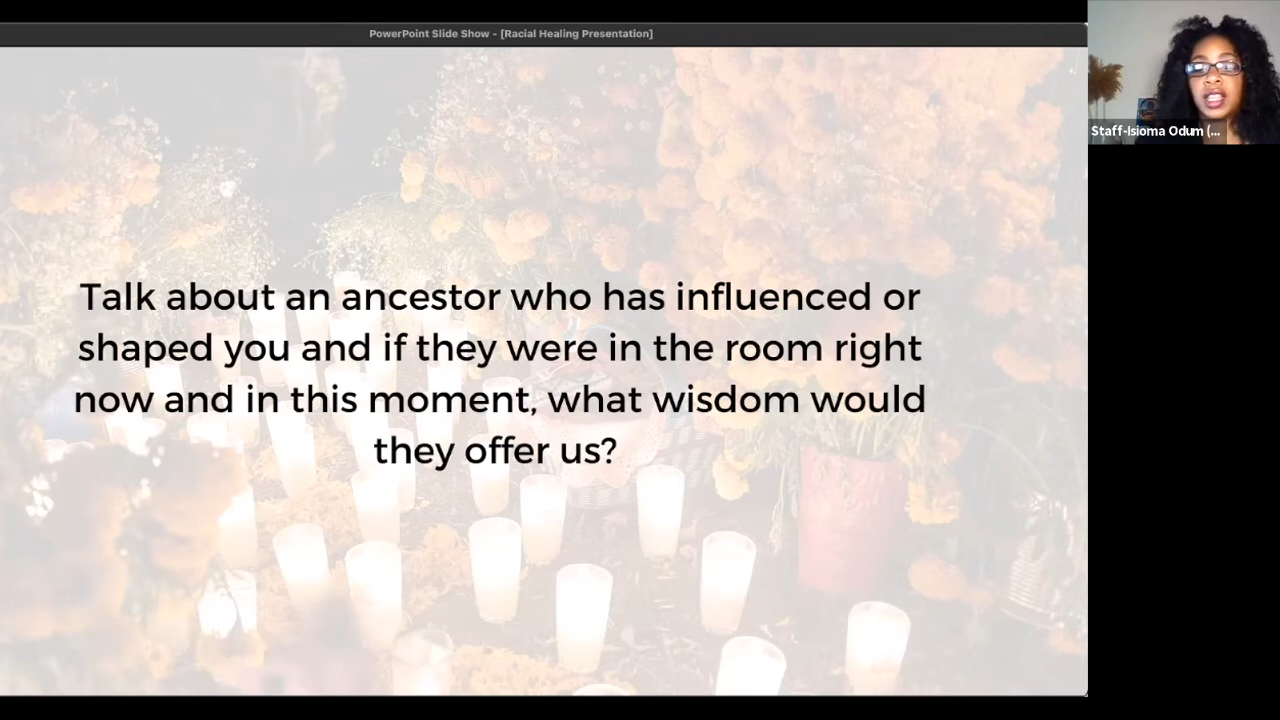 PowerPoint Slide Show - [Racial Healing Presentation]
Staff-Isioma Odum (...
Talk about an ancestor who has influenced or
shaped you and if they were in the room right
now and in this moment, what wisdom would
they offer us?